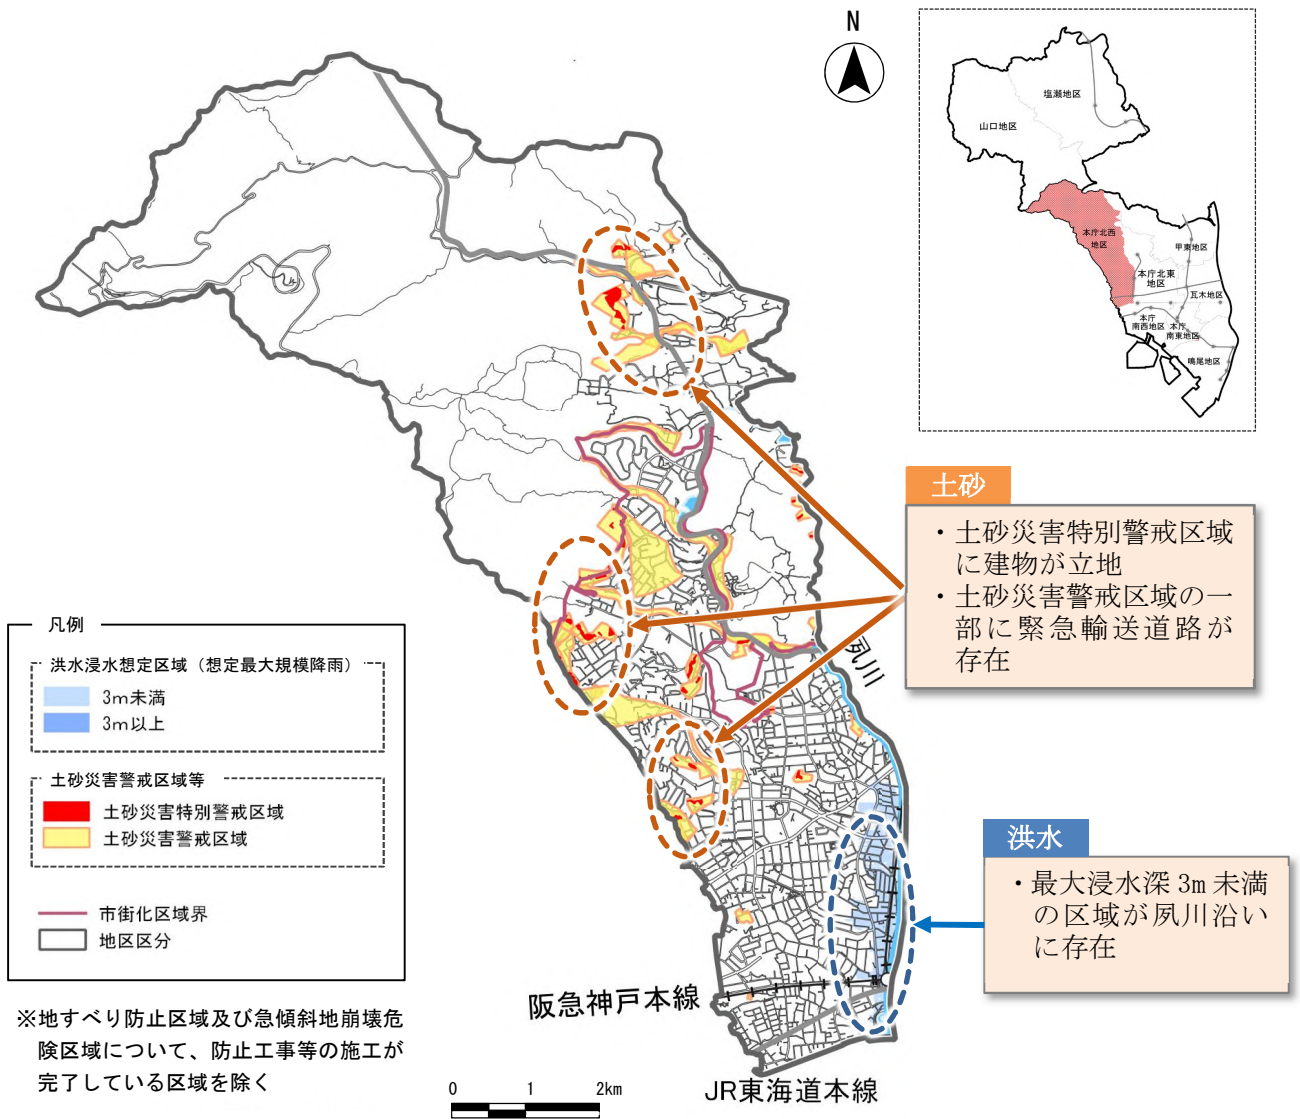 N
塩瀬地区
山口地区
本庁北西
地区
甲東地区
本庁北東
地区
瓦木地区
本庁
南西地区
本庁
南東地区
鳴尾地区
土砂
・土砂災害特別警戒区域
に建物が立地
・土砂災害警戒区域の一
部に緊急輸送道路が
存在
夙川
洪水
・最大浸水深 3m 未満
の区域が夙川沿い
に存在
凡例
洪水浸水想定区域（想定最大規模降雨）
3m未満
3m以上
土砂災害警戒区域等
土砂災害特別警戒区域
土砂災害警戒区域
市街化区域界
地区区分
※地すべり防止区域及び急傾斜地崩壊危
険区域について、防止工事等の施工が
完了している区域を除く
阪急神戸本線
JR東海道本線
0 1 2km